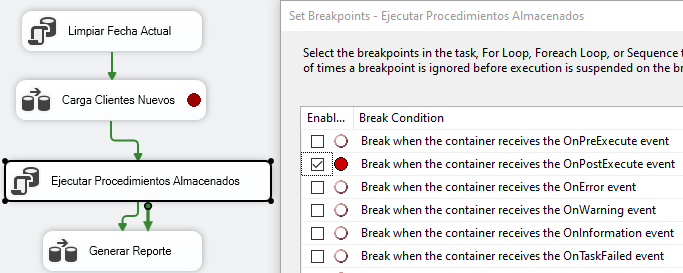 Limpiar Fecha Actual
Carga Clientes Nuevos
Ejecutar Procedimientos Almacenados
Generar Reporte
Set Breakpoints - Ejecutar Procedimientos Almacenados
Select the breakpoints in the task, For Loop, Foreach Loop, or Sequence
of times a breakpoint is ignored before execution is suspended on the
Enabl... Break Condition
Break when the container receives the OnPreExecute event
Break when the container receives the OnPostExecute event
Break when the container receives the OnError event
Break when the container receives the OnWarning event
Break when the container receives the OnInformation event
Break when the container receives the OnTaskFailed event